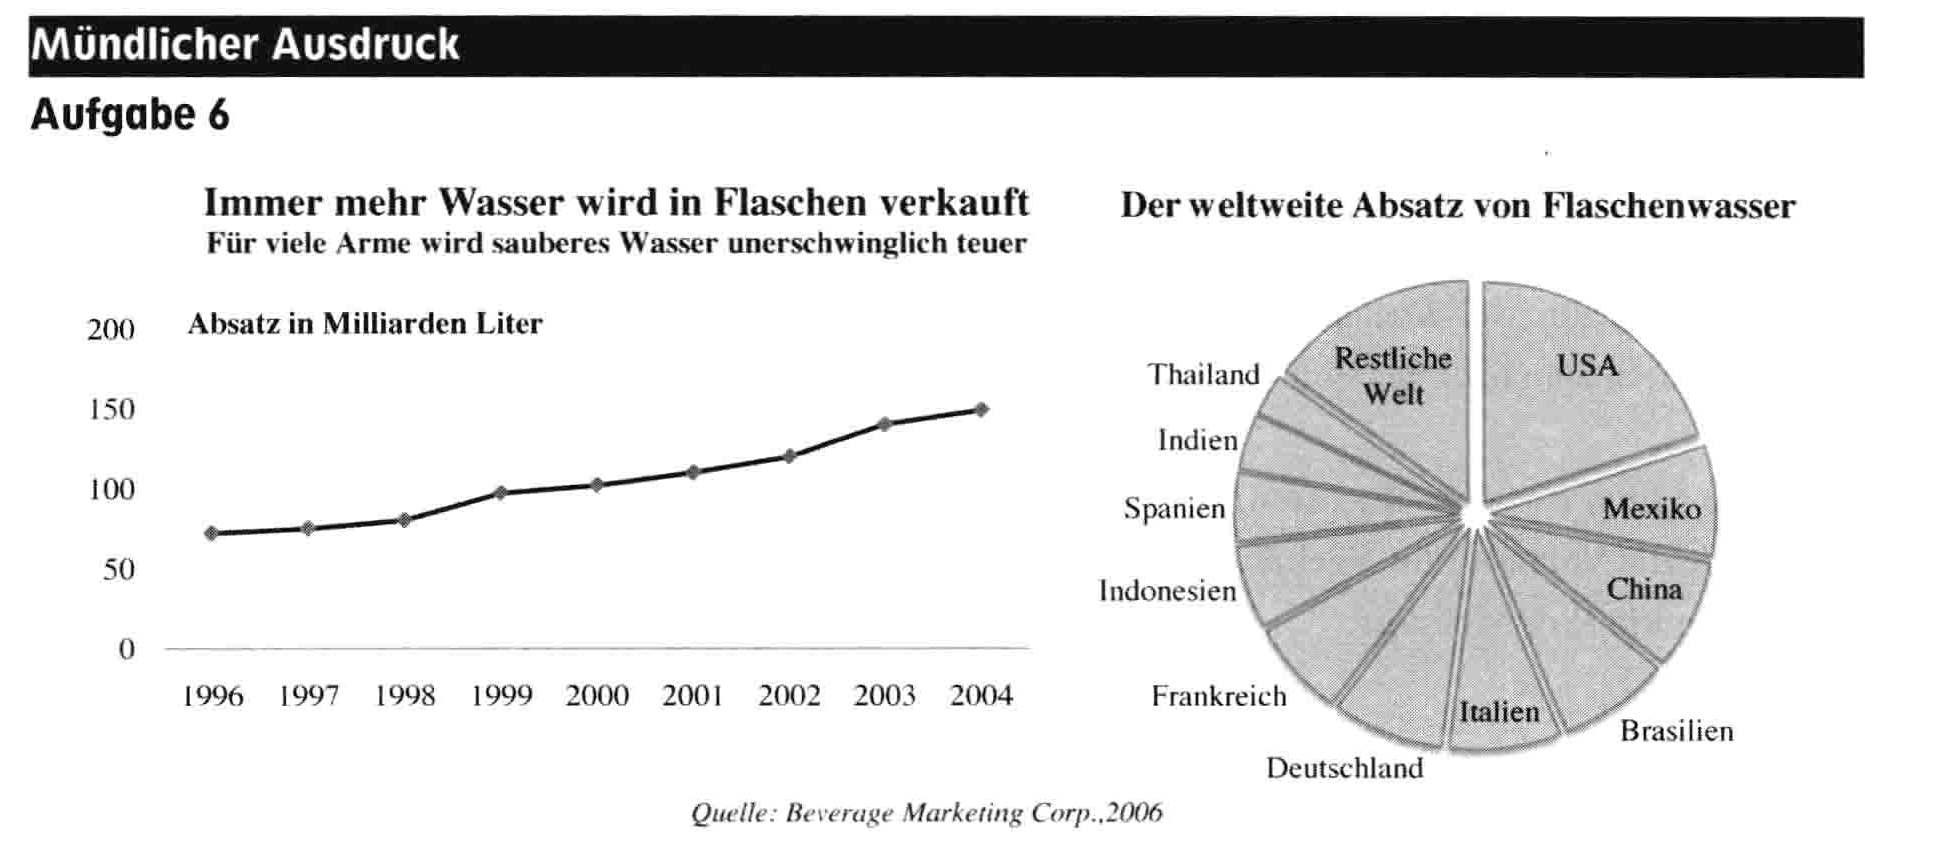 Mündlicher Ausdruck
Aufgabe 6
Immer mehr Wasser wird in Flaschen verkauft
Für viele Arme wird sauberes Wasser unerschwinglich teuer
Absatz in Milliarden Liter
200
150
100
50
0
1996 1997 1998 1999 2000 2001 2002 2003 2004
Der weltweite Absatz von Flaschenwasser
USA
Mexiko
China
Brasilien
Italien
Deutschland
Frankreich
Indonesien
Spanien
Indien
Thailand
Restliche
Welt
Quelle: Beverage Marketing Corp.,2006